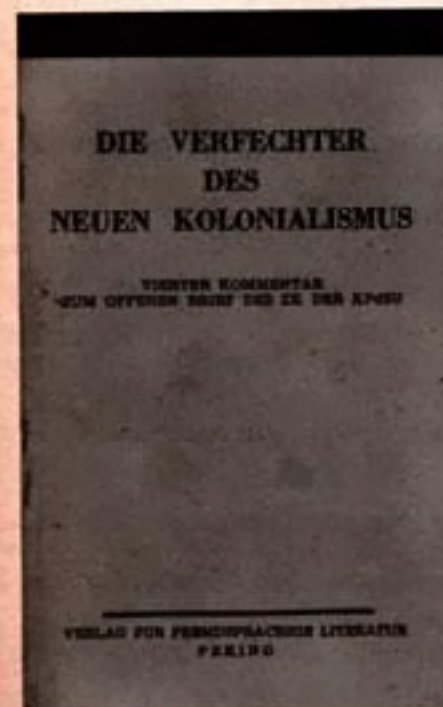 DIE VERFECHTER
DES
NEUEN KOLONIALISMUS
VIERTER KOMMENTAR
ZUM OFFENEN BRIEF DES ZK DER KPdSU
VERLAG FÜR FREMDSPRACHIGE LITERATUR
PEKING